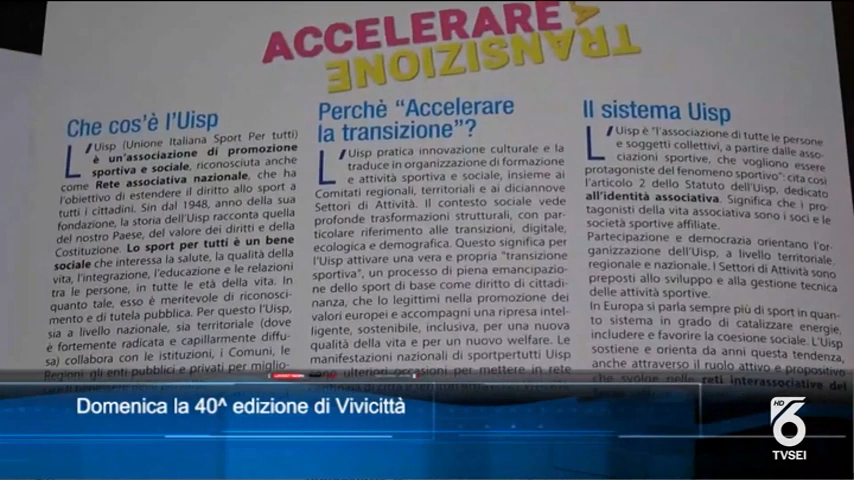 ACCELERARE
A
TRANSIZIONE
Che cos'è l'Uisp
L'Uisp (Unione Italiana Sport Per tutti)
è un'associazione di promozione
sportiva e sociale, riconosciuta anche
come Rete associativa nazionale, che ha
l'obiettivo di estendere il diritto allo sport a
tutti i cittadini. Sin dal 1948, anno della sua
fondazione, la storia dell'Uisp racconta quella
del nostro Paese, del valore dei diritti e della
Costituzione. Lo sport per tutti è un bene
sociale che interessa la salute, la qualità della
vita, l'integrazione, l'educazione e le relazioni
tra le persone, in tutte le età della vita. In
quanto tale, esso è meritevole di riconosci-
mento e di tutela pubblica. Per questo l'Uisp,
sia a livello nazionale, sia territoriale (dove
è fortemente radicata e capillarmente diffu-
sa) collabora con le istituzioni, i Comuni, le
Regioni gli enti pubblici e privati per miglio-
Perchè "Accelerare
la transizione"?
L'Uisp pratica innovazione culturale e la
traduce in organizzazione di formazione
e attività sportiva e sociale, insieme ai
Comitati regionali, territoriali e ai diciannove
Settori di Attività. Il contesto sociale vede
profonde trasformazioni strutturali, con par-
ticolare riferimento alle transizioni, digitale,
ecologica e demografica. Questo significa per
l'Uisp attivare una vera e propria "transizione
sportiva", un processo di piena emancipazio-
ne dello sport di base come diritto di cittadi-
nanza, che lo legittimi nella promozione dei
valori europei e accompagni una ripresa intel-
ligente, sostenibile, inclusiva, per una nuova
qualità della vita e per un nuovo welfare. Le
manifestazioni nazionali di sportpertutti Uisp
ulteriori occasioni per mettere in rete
Il sistema Uisp
L'Uisp è "l'associazione di tutte le persone
e soggetti collettivi, a partire dalle asso-
ciazioni sportive, che vogliono essere
protagoniste del fenomeno sportivo": cita così
l'articolo 2 dello Statuto dell'Uisp, dedicato
all'identità associativa. Significa che i pro-
tagonisti della vita associativa sono i soci e le
società sportive affiliate.
Partecipazione e democrazia orientano l'or-
ganizzazione dell'Uisp, a livello territoriale,
regionale e nazionale. I Settori di Attività sono
preposti allo sviluppo e alla gestione tecnica
delle attività sportive.
In Europa si parla sempre più di sport in quan-
to sistema in grado di catalizzare energie,
includere e favorire la coesione sociale. L'Uisp
sostiene e orienta da anni questa tendenza,
anche attraverso il ruolo attivo e propositivo
che svolge nelle reti interassociative del
Domenica la 40^ edizione di Vivicittà
HD
6
TVSEI